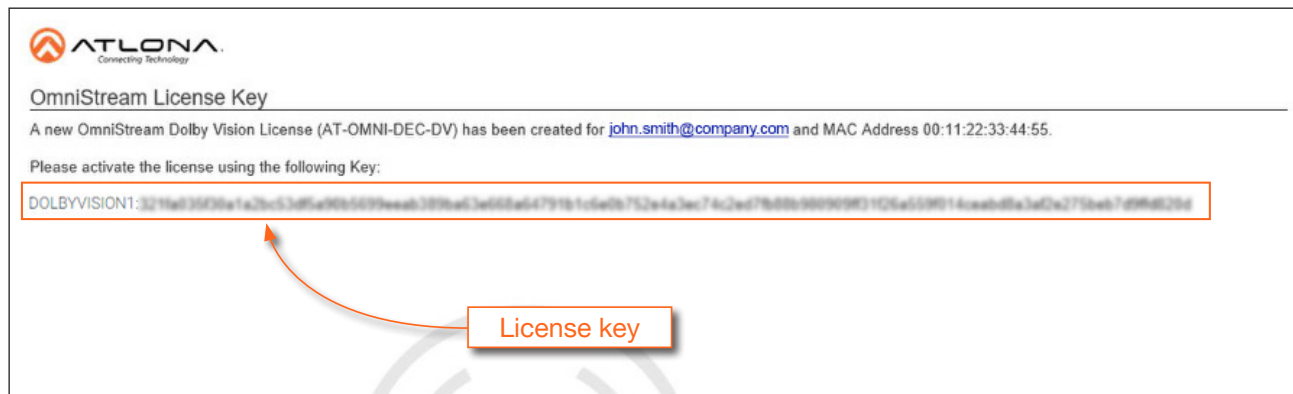 ATLONA.
Connecting Technology
OmniStream License Key
A new OmniStream Dolby Vision License (AT-OMNI-DEC-DV) has been created for john.smith@company.com and MAC Address 00:11:22:33:44:55.
Please activate the license using the following Key:
DOLBYVISION1:
License key